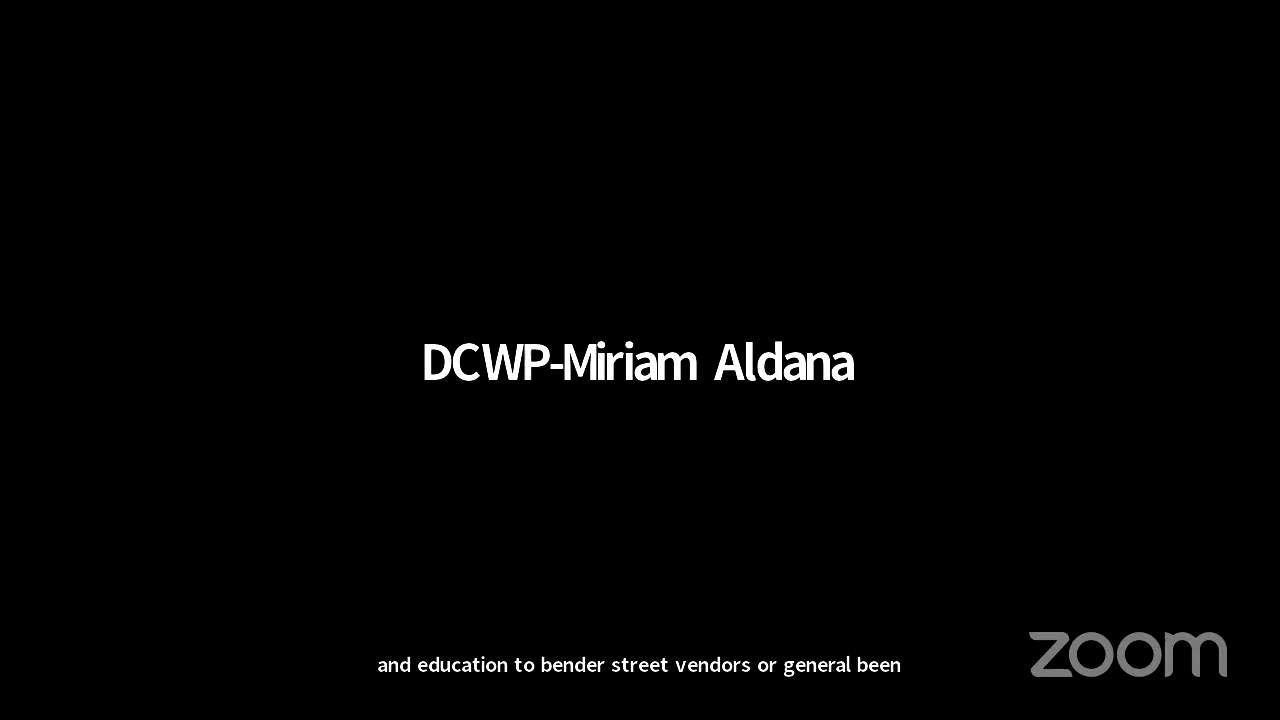 DCWP-Miriam Aldana
and education to bender street vendors or general been
zoom